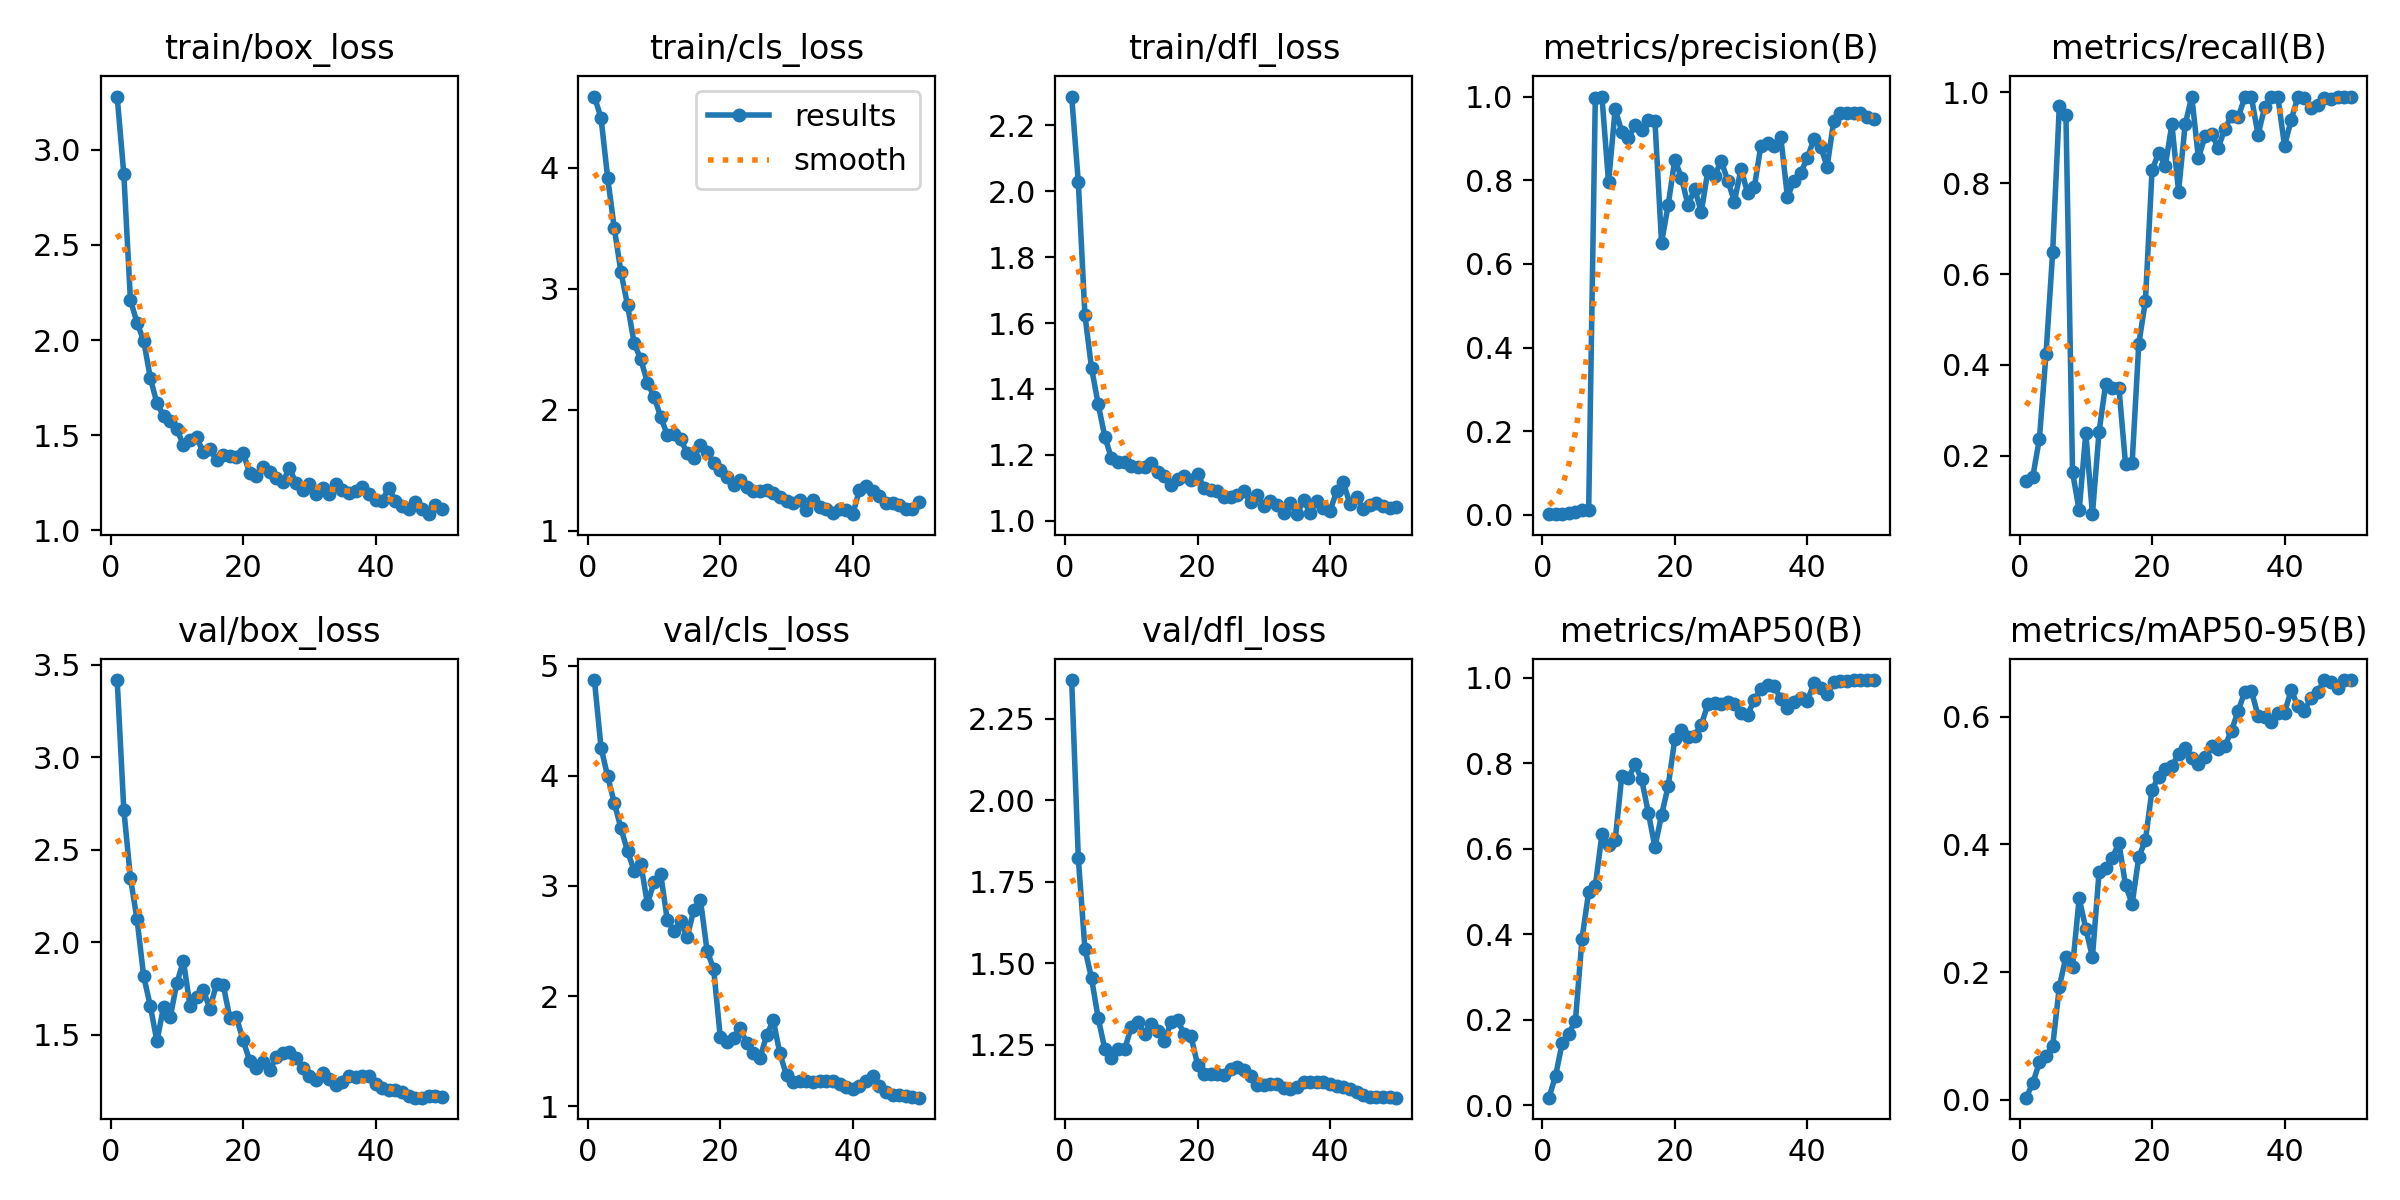 train/box_loss
3.0
2.5
2.0
1.5
1.0
0 20 40
train/cls_loss
results
smooth
4
3
2
1
0 20 40
train/dfl_loss
2.2
2.0
1.8
1.6
1.4
1.2
1.0
0 20 40
metrics/precision(B)
1.0
0.8
0.6
0.4
0.2
0.0
0 20 40
metrics/recall(B)
1.0
0.8
0.6
0.4
0.2
0 20 40
val/box_loss
3.5
3.0
2.5
2.0
1.5
0 20 40
val/cls_loss
5
4
3
2
1
0 20 40
val/dfl_loss
2.25
2.00
1.75
1.50
1.25
0 20 40
metrics/mAP50(B)
1.0
0.8
0.6
0.4
0.2
0.0
0 20 40
metrics/mAP50-95(B)
0.6
0.4
0.2
0.0
0 20 40